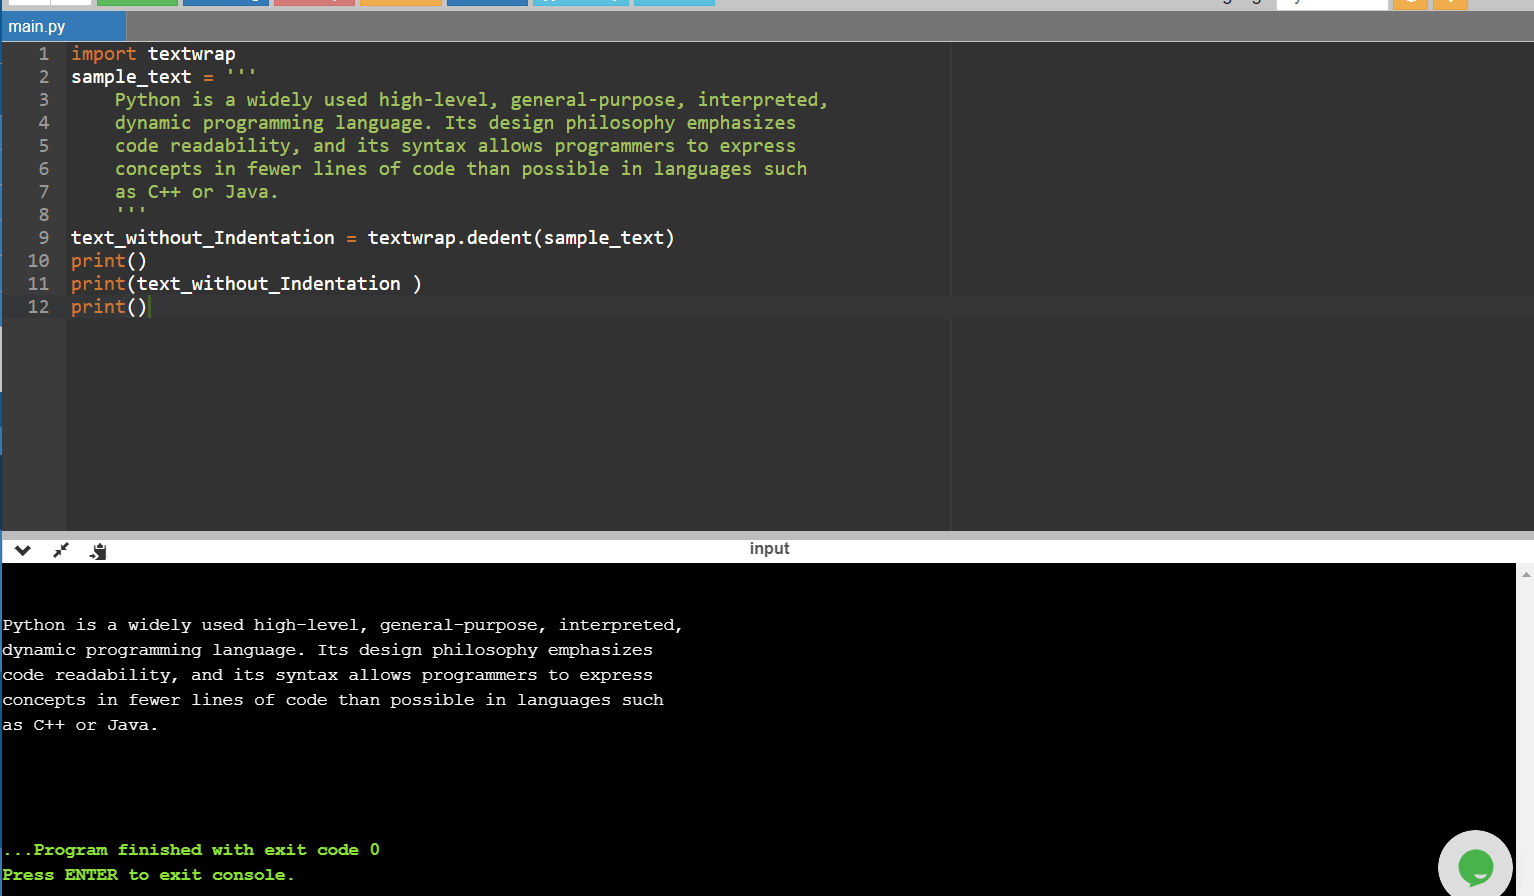 main.py
1 import textwrap
2 sample_text = '''
3     Python is a widely used high-level, general-purpose, interpreted,
4     dynamic programming language. Its design philosophy emphasizes
5     code readability, and its syntax allows programmers to express
6     concepts in fewer lines of code than possible in languages such
7     as C++ or Java.
8     '''
9 text_without_Indentation = textwrap.dedent(sample_text)
10 print()
11 print(text_without_Indentation )
12 print()
input
Python is a widely used high-level, general-purpose, interpreted,
dynamic programming language. Its design philosophy emphasizes
code readability, and its syntax allows programmers to express
concepts in fewer lines of code than possible in languages such
as C++ or Java.
...Program finished with exit code 0
Press ENTER to exit console.